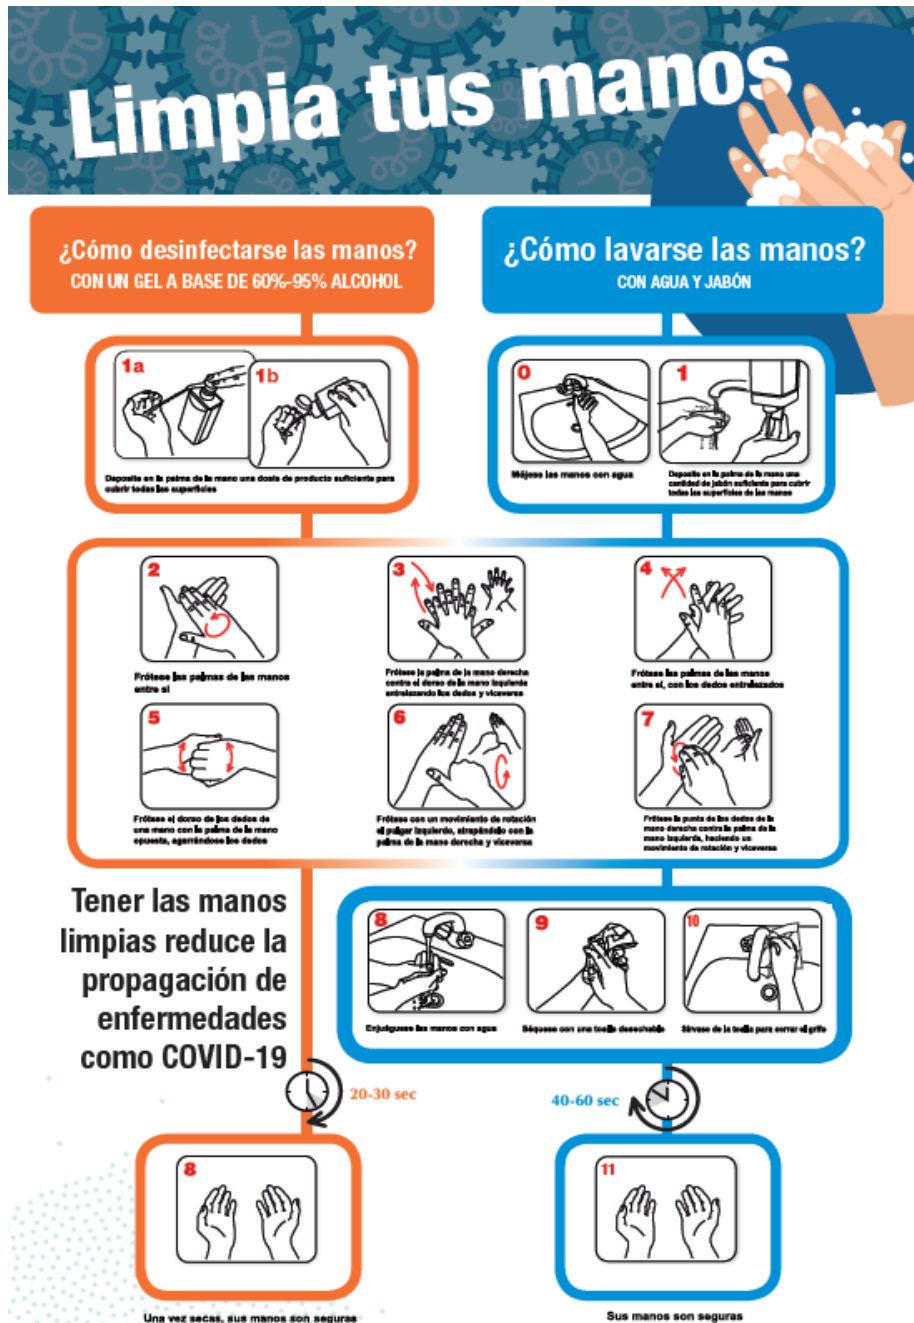 Limpia tus manos
¿Cómo desinfectarse las manos?
CON UN GEL A BASE DE 60%-95% ALCOHOL
¿Cómo lavarse las manos?
CON AGUA Y JABÓN
1a
1b
Deposite en la palma de la mano una dosis de producto suficiente para
cubrir todas las superficies
0
Mójese las manos con agua
1
Deposite en la palma de la mano una
cantidad de jabón suficiente para cubrir
todas las superficies de las manos
2
Frótese las palmas de las manos
entre sí
3
Frótese la palma de la mano derecha
contra el dorso de la mano izquierda
entrelazando los dedos y viceversa
4
Frótese las palmas de las manos
entre sí, con los dedos entrelazados
5
Frótese el dorso de los dedos de
una mano con la palma de la mano
opuesta, agarrándose los dedos
6
Frótese con un movimiento de rotación
el pulgar izquierdo, atrapándolo con la
palma de la mano derecha y viceversa
7
Frótese la punta de los dedos de la
mano derecha contra la palma de la
mano izquierda, haciendo un
movimiento de rotación y viceversa
Tener las manos
limpias reduce la
propagación de
enfermedades
como COVID-19
8
Enjuáguese las manos con agua
9
Séquese con una toalla desechable
10
Sírvase de la toalla para cerrar el grifo
20-30 sec
40-60 sec
8
Una vez secas, sus manos son seguras
11
Sus manos son seguras